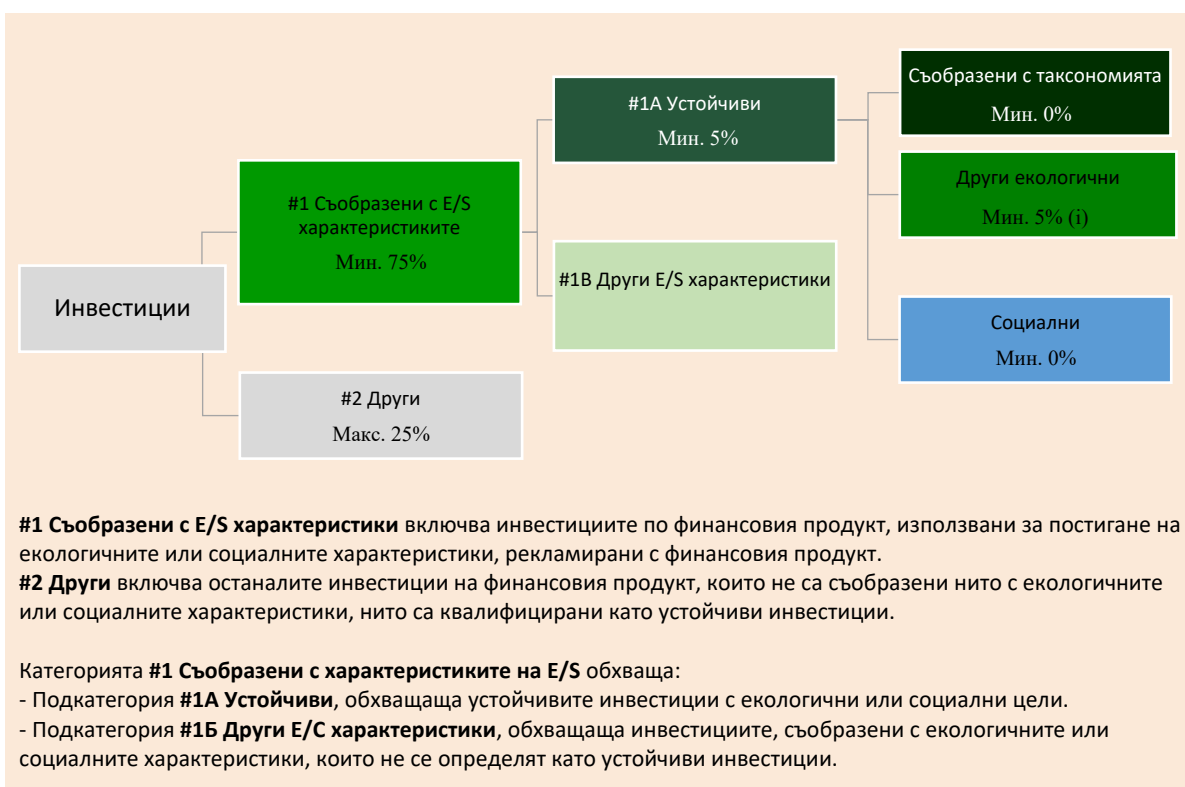 Инвестиции
#1 Съобразени с E/S
характеристиките
Мин. 75%
#2 Други
Макс. 25%
#1А Устойчиви
Мин. 5%
#1В Други E/S характеристики
Съобразени с таксономията
Мин. 0%
Други екологични
Мин. 5% (i)
Социални
Мин. 0%
#1 Съобразени с E/S характеристики включва инвестициите по финансовия продукт, използвани за постигане на
екологичните или социалните характеристики, рекламирани с финансовия продукт.
#2 Други включва останалите инвестиции на финансовия продукт, които не са съобразени нито с екологичните
или социалните характеристики, нито са квалифицирани като устойчиви инвестиции.
Категорията #1 Съобразени с характеристиките на E/S обхваща:
- Подкатегория #1А Устойчиви, обхващаща устойчивите инвестиции с екологични или социални цели.
- Подкатегория #1Б Други E/C характеристики, обхващаща инвестициите, съобразени с екологичните или
социалните характеристики, които не се определят като устойчиви инвестиции.